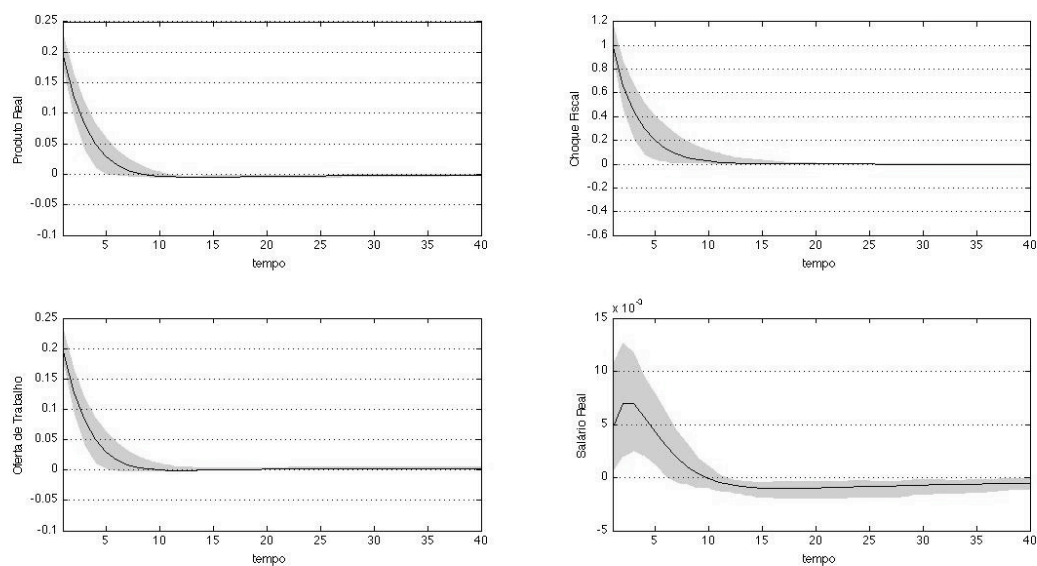 0.25
0.2
0.15
0.1
0.05
0
-0.05
-0.1
Produto Real
5 10 15 20 25 30 35 40
tempo
1.2
1
0.8
0.6
0.4
0.2
0
-0.2
-0.4
-0.6
Choque Fiscal
5 10 15 20 25 30 35 40
tempo
0.25
0.2
0.15
0.1
0.05
0
-0.05
-0.1
Oferta de Trabalho
5 10 15 20 25 30 35 40
tempo
x 10-3
15
10
5
0
-5
Salário Real
5 10 15 20 25 30 35 40
tempo